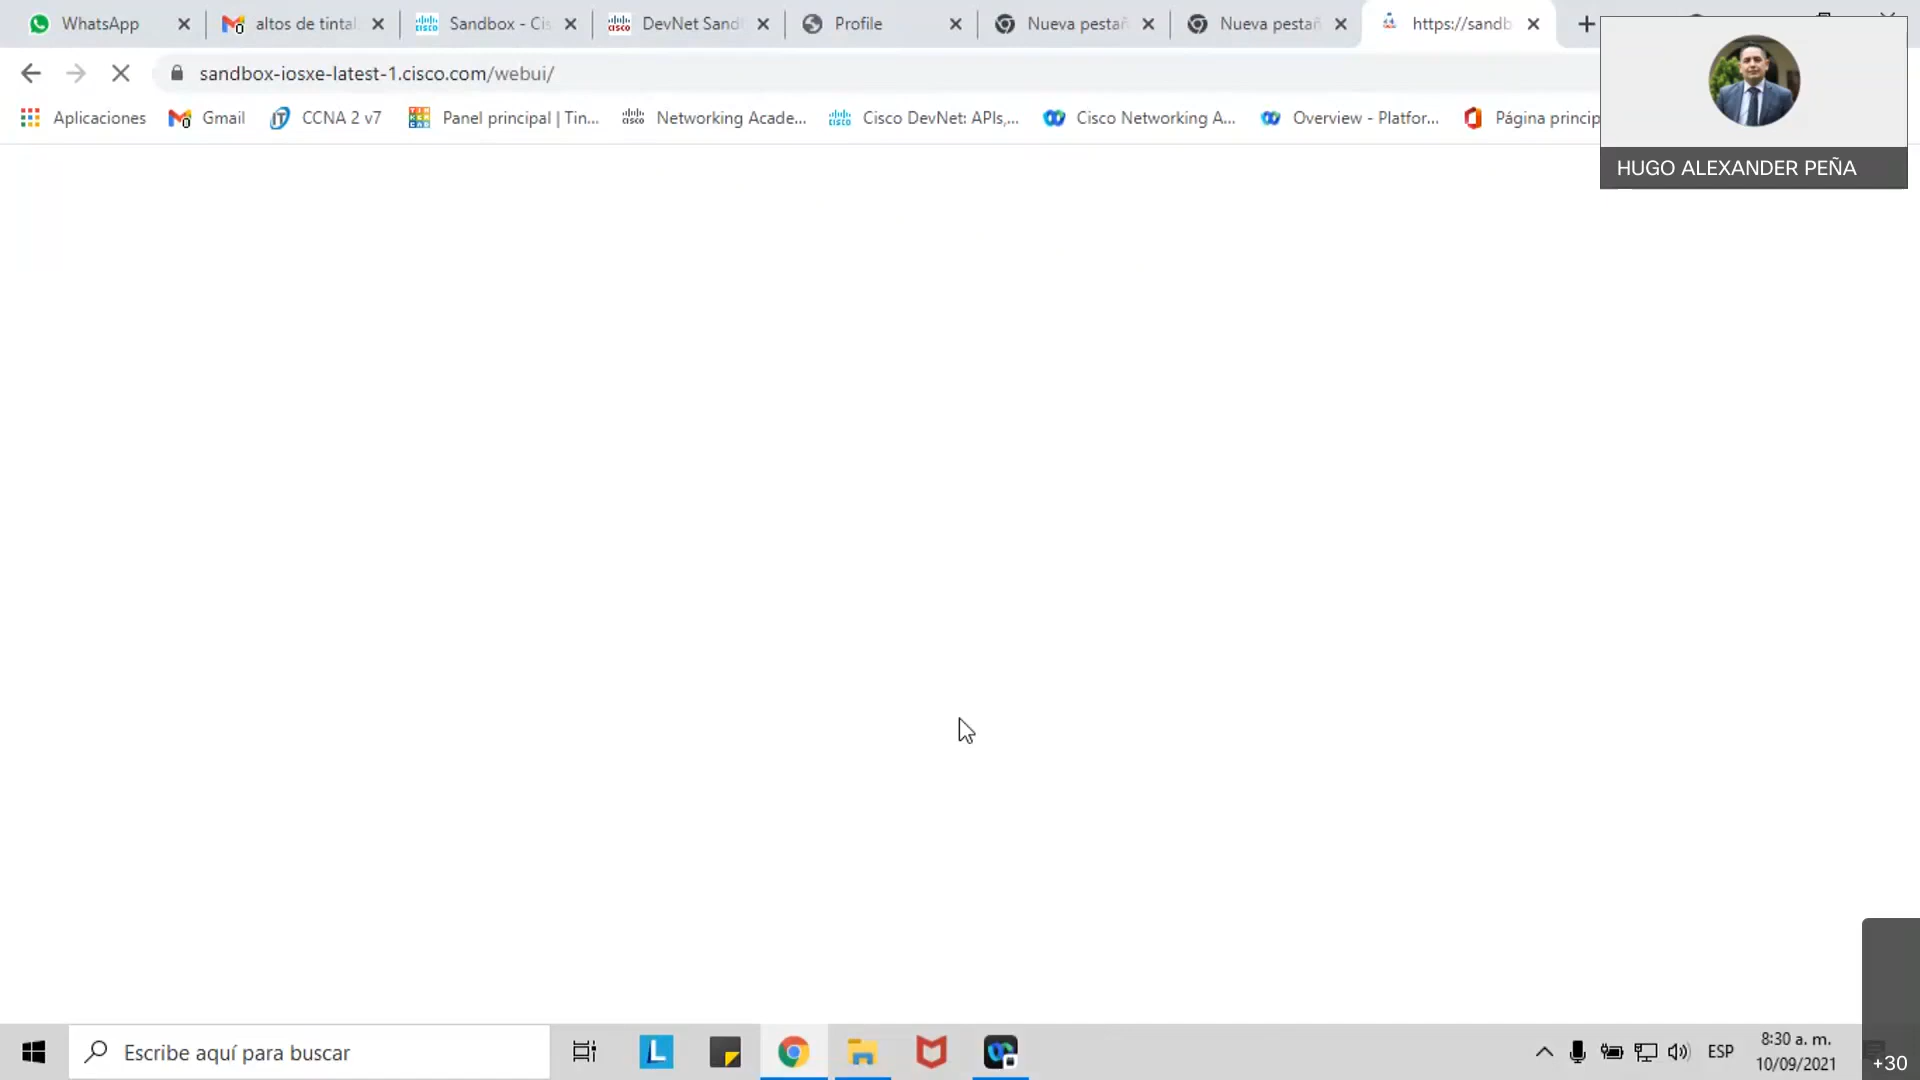 WhatsApp
altos de tintal
Sandbox - Cis
DevNet Sand
Profile
Nueva pestañ
Nueva pestañ
https://sandb
sandbox-iosxe-latest-1.cisco.com/webui/
Aplicaciones
Gmail
CCNA 2 v7
Panel principal | Tin...
Networking Acade...
Cisco DevNet: APIs,...
Cisco Networking A...
Overview - Platfor...
Página princip
HUGO ALEXANDER PEÑA
Escribe aquí para buscar
ESP
8:30 a. m.
10/09/2021
+30